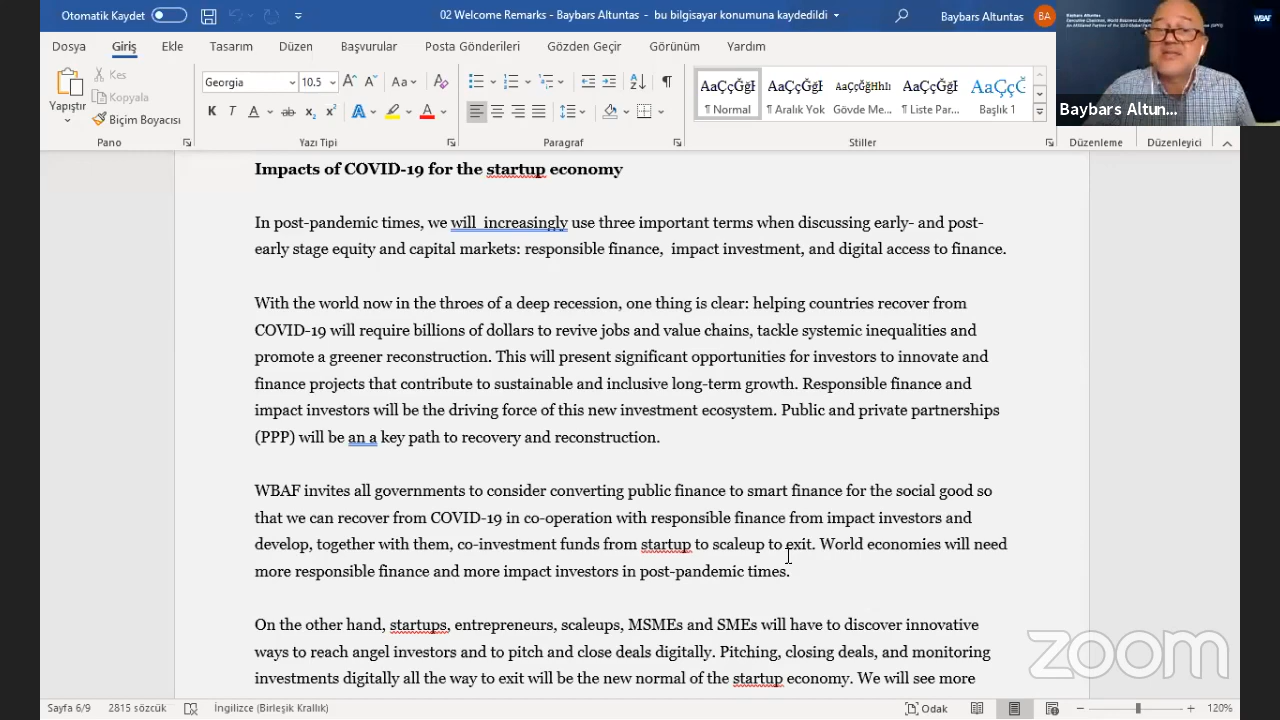 Otomatik Kaydet
02 Welcome Remarks - Baybars Altuntas - bu bilgisayar konumuna kaydedildi
Baybars Altuntas
BA
Baybars Altuntas
WBAF
Dosya Giriş Ekle Tasarım Düzen Başvurular Posta Gönderileri Gözden Geçir Görünüm Yardım
Baybars Altun...
Yapıştır
Kes
Kopyala
Biçim Boyacısı
Georgia 10.5
K T A ab x₂ x²
AaÇçĞğI AaÇçĞğI AaÇçĞğHhIı AaÇçĞğI AaÇçĞ
¶ Normal ¶ Aralık Yok Gövde Me... ¶ Liste Par... Başlık 1
Pano Yazı Tipi Paragraf Stiller Düzenleme Düzenleyici
Impacts of COVID-19 for the startup economy
In post-pandemic times, we will  increasingly use three important terms when discussing early- and post-
early stage equity and capital markets: responsible finance,  impact investment, and digital access to finance.
With the world now in the throes of a deep recession, one thing is clear: helping countries recover from
COVID-19 will require billions of dollars to revive jobs and value chains, tackle systemic inequalities and
promote a greener reconstruction. This will present significant opportunities for investors to innovate and
finance projects that contribute to sustainable and inclusive long-term growth. Responsible finance and
impact investors will be the driving force of this new investment ecosystem. Public and private partnerships
(PPP) will be an a key path to recovery and reconstruction.
WBAF invites all governments to consider converting public finance to smart finance for the social good so
that we can recover from COVID-19 in co-operation with responsible finance from impact investors and
develop, together with them, co-investment funds from startup to scaleup to exit. World economies will need
more responsible finance and more impact investors in post-pandemic times.
On the other hand, startups, entrepreneurs, scaleups, MSMEs and SMEs will have to discover innovative
ways to reach angel investors and to pitch and close deals digitally. Pitching, closing deals, and monitoring
investments digitally all the way to exit will be the new normal of the startup economy. We will see more
zoom
Sayfa 6/9 2815 sözcük İngilizce (Birleşik Krallık) Odak 120%